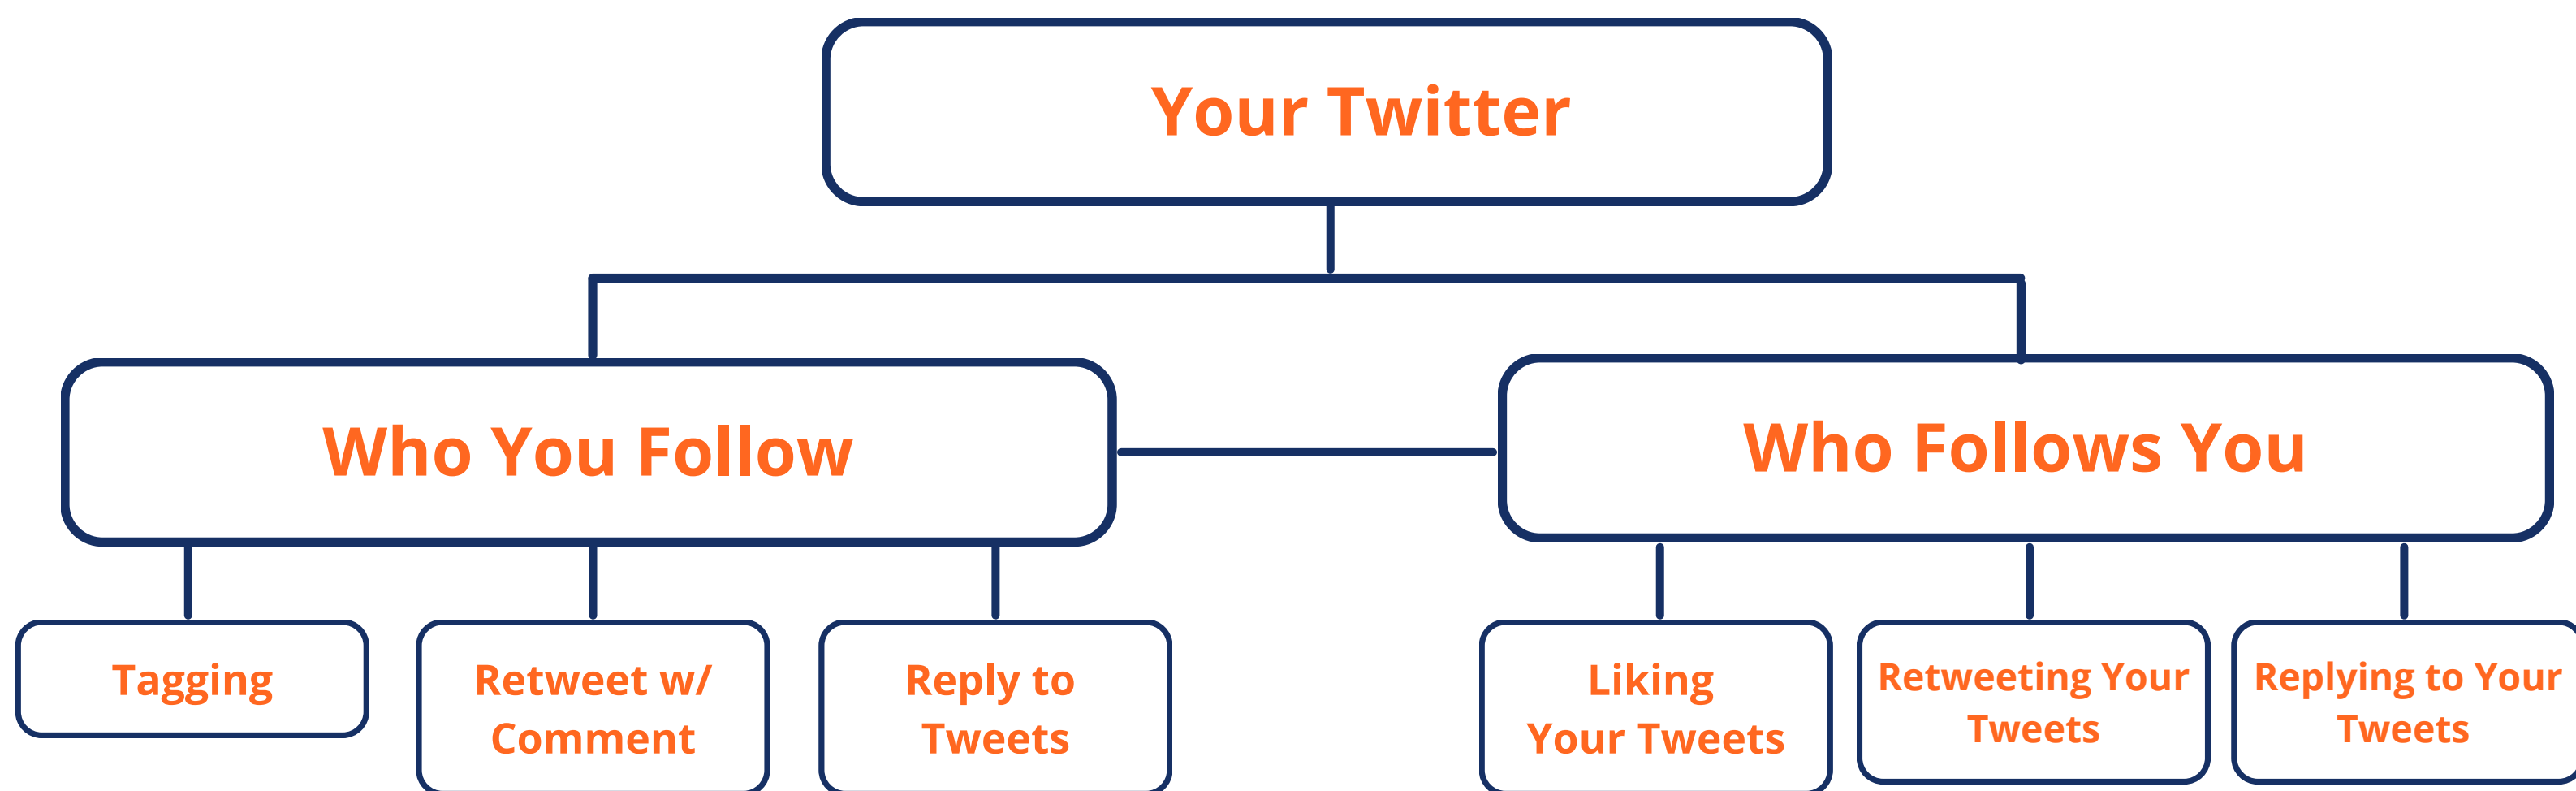 Your Twitter
Who You Follow
Who Follows You
Tagging
Retweet w/
Comment
Reply to
Tweets
Liking
Your Tweets
Retweeting Your
Tweets
Replying to Your
Tweets